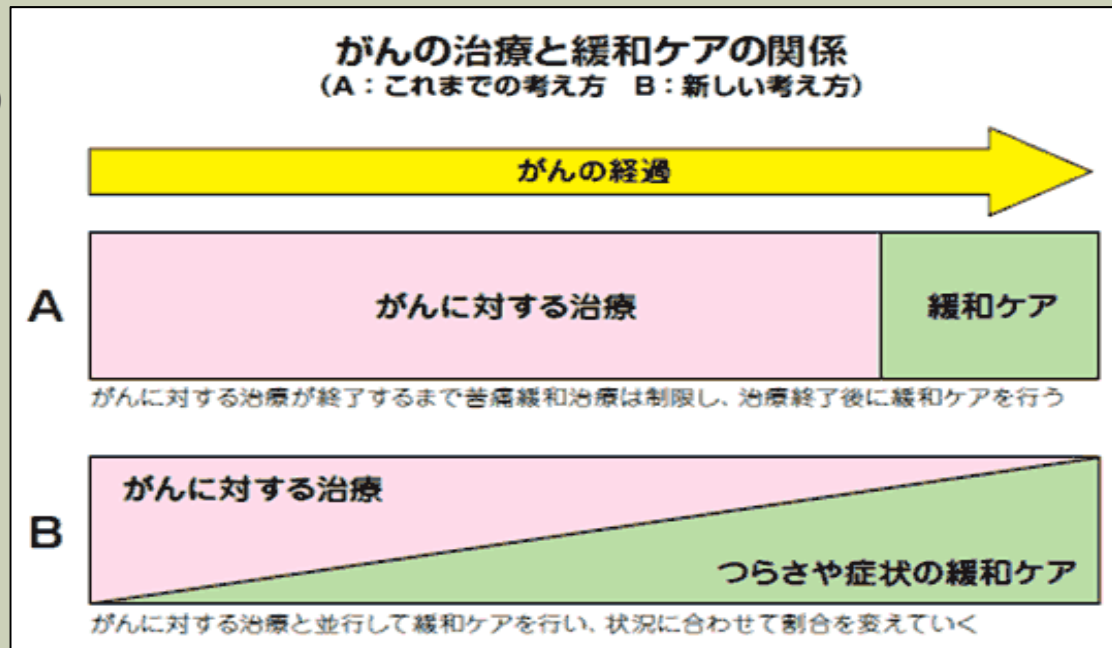 がんの治療と緩和ケアの関係
(A：これまでの考え方　B：新しい考え方)
がんの経過
A
がんに対する治療
緩和ケア
がんに対する治療が終了するまで苦痛緩和治療は制限し、治療終了後に緩和ケアを行う
B
がんに対する治療
つらさや症状の緩和ケア
がんに対する治療と並行して緩和ケアを行い、状況に合わせて割合を変えていく